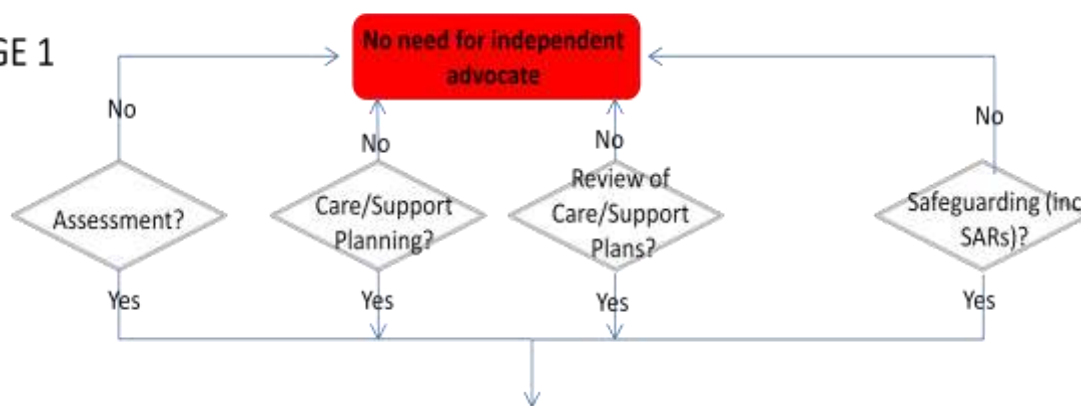 GE 1
No need for independent
advocate
No
No
No
No
Assessment?
Care/Support
Planning?
Review of
Care/Support
Plans?
Safeguarding (inc
SARs)?
Yes
Yes
Yes
Yes